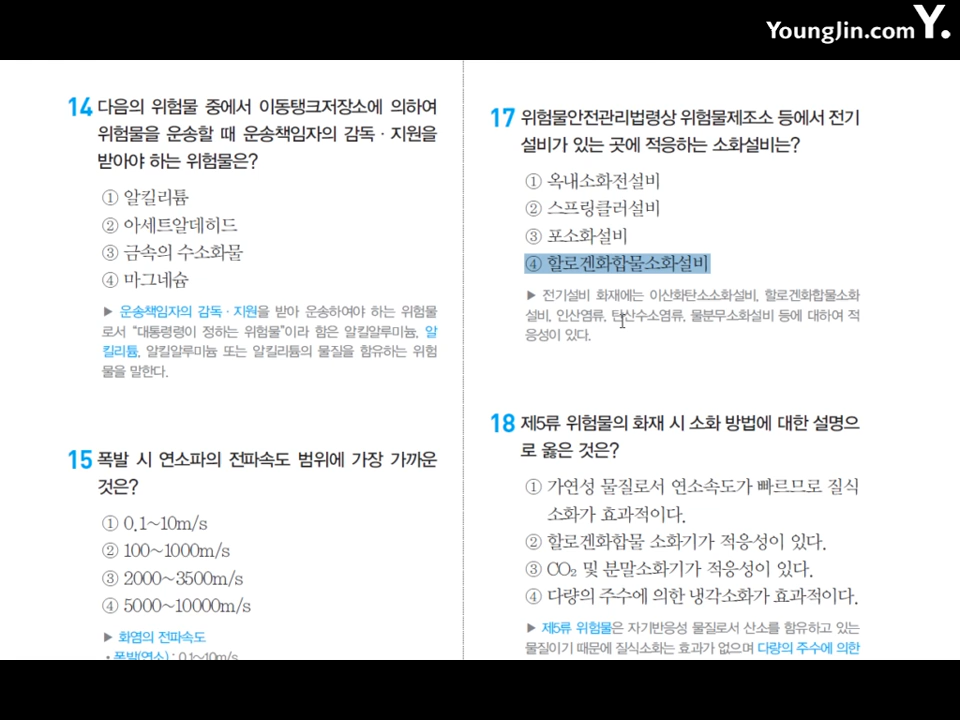 YoungJin.com Y.
14 다음의 위험물 중에서 이동탱크저장소에 의하여
위험물을 운송할 때 운송책임자의 감독·지원을
받아야 하는 위험물은?
① 알킬리튬
② 아세트알데히드
③ 금속의 수소화물
④ 마그네슘
▶ 운송책임자의 감독·지원을 받아 운송하여야 하는 위험물
로서 "대통령령이 정하는 위험물"이라 함은 알킬알루미늄, 알
킬리튬, 알킬알루미늄 또는 알킬리튬의 물질을 함유하는 위험
물을 말한다.
15 폭발 시 연소파의 전파속도 범위에 가장 가까운
것은?
① 0.1~10m/s
② 100~1000m/s
③ 2000~3500m/s
④ 5000~10000m/s
▶ 화염의 전파속도
• 폭발(연소) : 0.1~10m/s
17 위험물안전관리법령상 위험물제조소 등에서 전기
설비가 있는 곳에 적응하는 소화설비는?
① 옥내소화전설비
② 스프링클러설비
③ 포소화설비
④ 할로겐화합물소화설비
▶ 전기설비 화재에는 이산화탄소소화설비, 할로겐화합물소화
설비, 인산염류, 탄산수소염류, 물분무소화설비 등에 대하여 적
응성이 있다.
18 제5류 위험물의 화재 시 소화 방법에 대한 설명으
로 옳은 것은?
① 가연성 물질로서 연소속도가 빠르므로 질식
소화가 효과적이다.
② 할로겐화합물 소화기가 적응성이 있다.
③ CO₂ 및 분말소화기가 적응성이 있다.
④ 다량의 주수에 의한 냉각소화가 효과적이다.
▶ 제5류 위험물은 자기반응성 물질로서 산소를 함유하고 있는
물질이기 때문에 질식소화는 효과가 없으며 다량의 주수에 의한